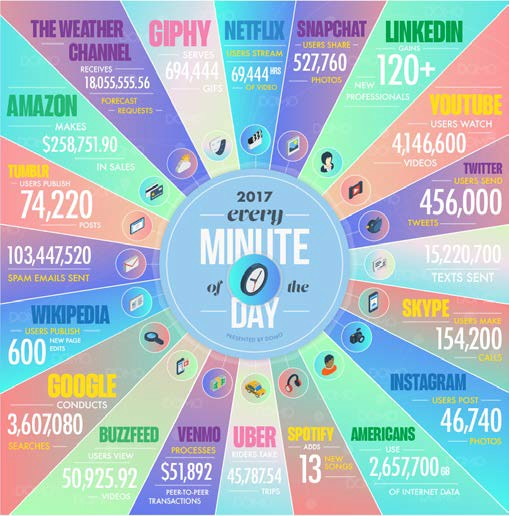 THE WEATHER
CHANNEL
RECEIVES
18,055,555.56
FORECAST
REQUESTS
GIPHY
SERVES
694,444
GIFS
NETFLIX
USERS STREAM
69,444 HRS
OF VIDEO
SNAPCHAT
USERS SHARE
527,760
PHOTOS
LINKEDIN
GAINS
120+
NEW
PROFESSIONALS
YOUTUBE
USERS WATCH
4,146,600
VIDEOS
TWITTER
USERS SEND
456,000
TWEETS
15,220,700
TEXTS SENT
SKYPE
USERS MAKE
154,200
CALLS
INSTAGRAM
USERS POST
46,740
PHOTOS
AMERICANS
USE
2,657,700 GB
OF INTERNET DATA
SPOTIFY
ADDS
13 NEW
SONGS
UBER
RIDERS TAKE
45,787.54
TRIPS
VENMO
PROCESSES
$51,892
PEER-TO-PEER
TRANSACTIONS
BUZZFEED
USERS VIEW
50,925.92
VIDEOS
GOOGLE
CONDUCTS
3,607,080
SEARCHES
WIKIPEDIA
USERS PUBLISH
600 NEW PAGE
EDITS
103,447,520
SPAM EMAILS SENT
TUMBLR
USERS PUBLISH
74,220
POSTS
AMAZON
MAKES
$258,751.90
IN SALES
2017
every
MINUTE
of the
DAY
PRESENTED BY DOMO